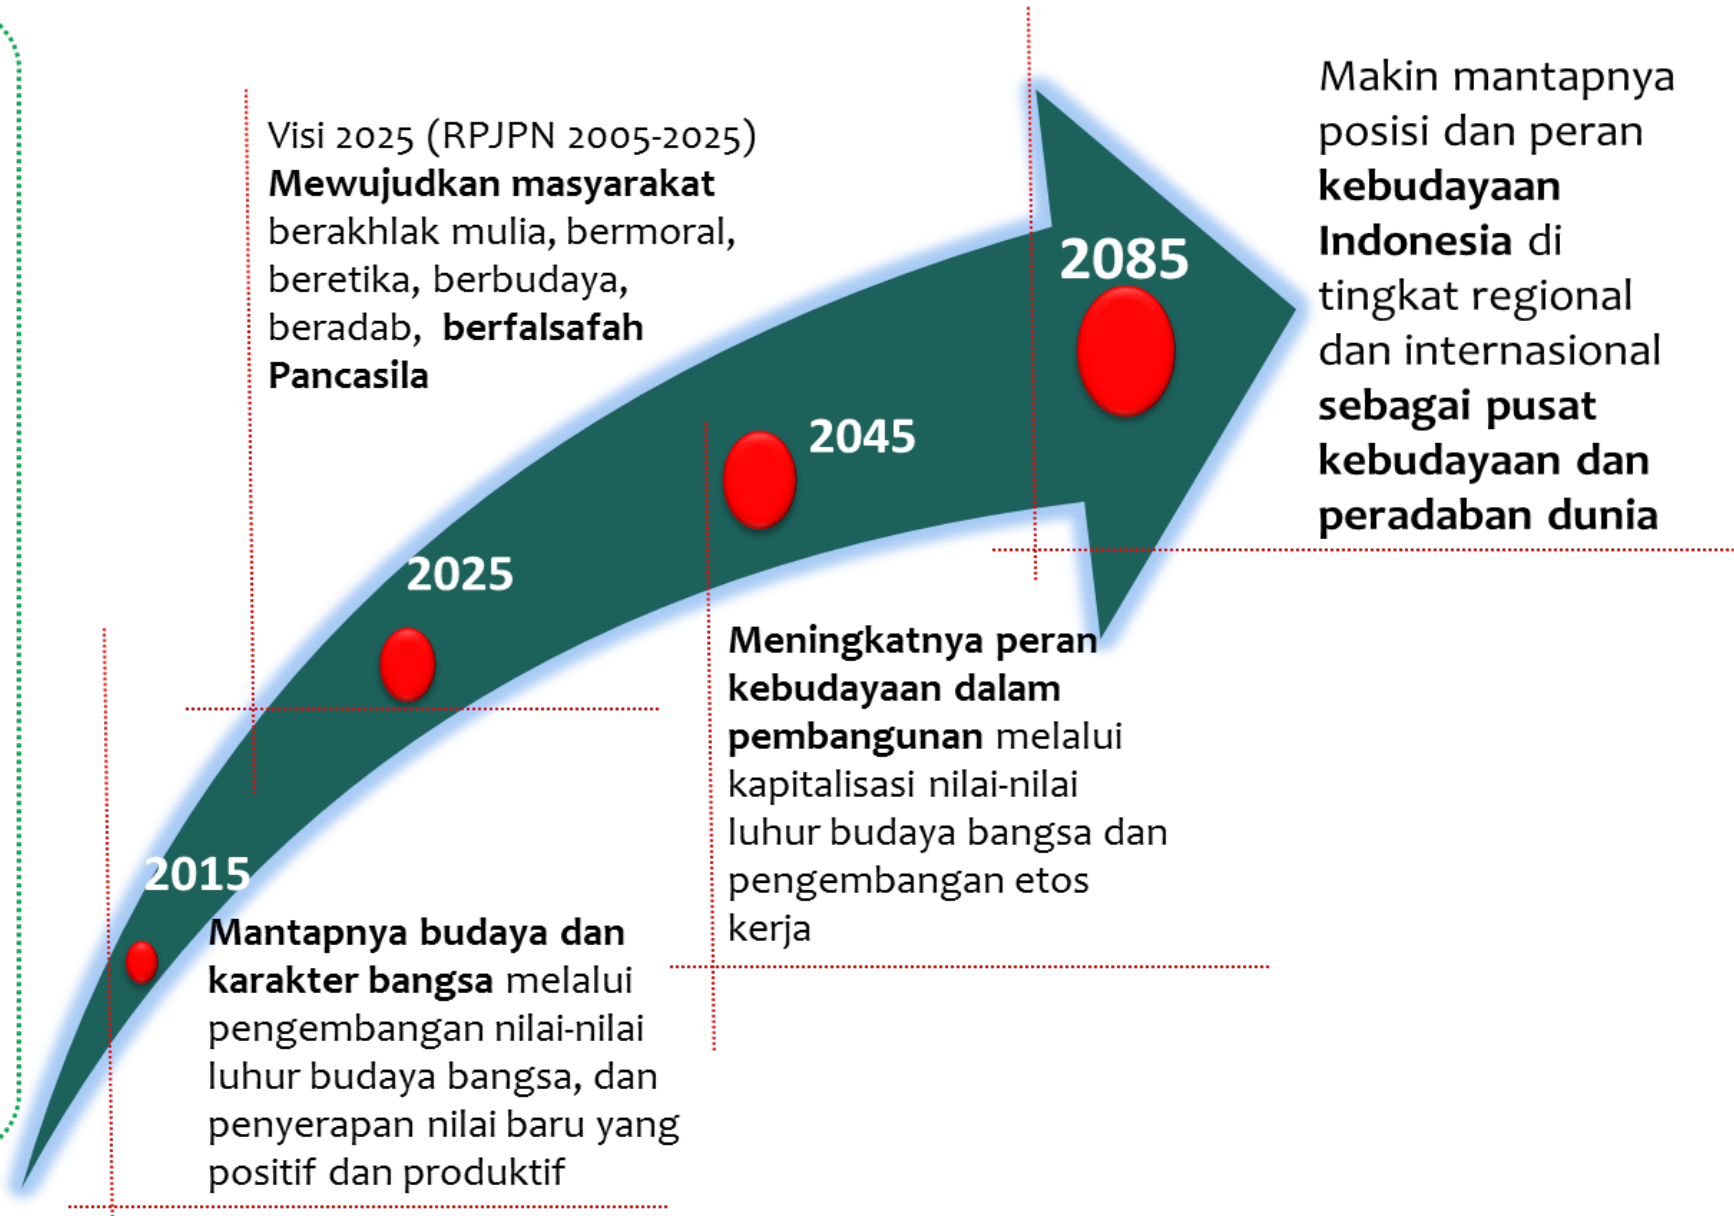 Visi 2025 (RPJPN 2005-2025)
Mewujudkan masyarakat
berakhlak mulia, bermoral,
beretika, berbudaya,
beradab, berfalsafah
Pancasila
Makin mantapnya
posisi dan peran
kebudayaan
Indonesia di
tingkat regional
dan internasional
sebagai pusat
kebudayaan dan
peradaban dunia
2085
2045
2025
Meningkatnya peran
kebudayaan dalam
pembangunan melalui
kapitalisasi nilai-nilai
luhur budaya bangsa dan
pengembangan etos
kerja
2015
Mantapnya budaya dan
karakter bangsa melalui
pengembangan nilai-nilai
luhur budaya bangsa, dan
penyerapan nilai baru yang
positif dan produktif